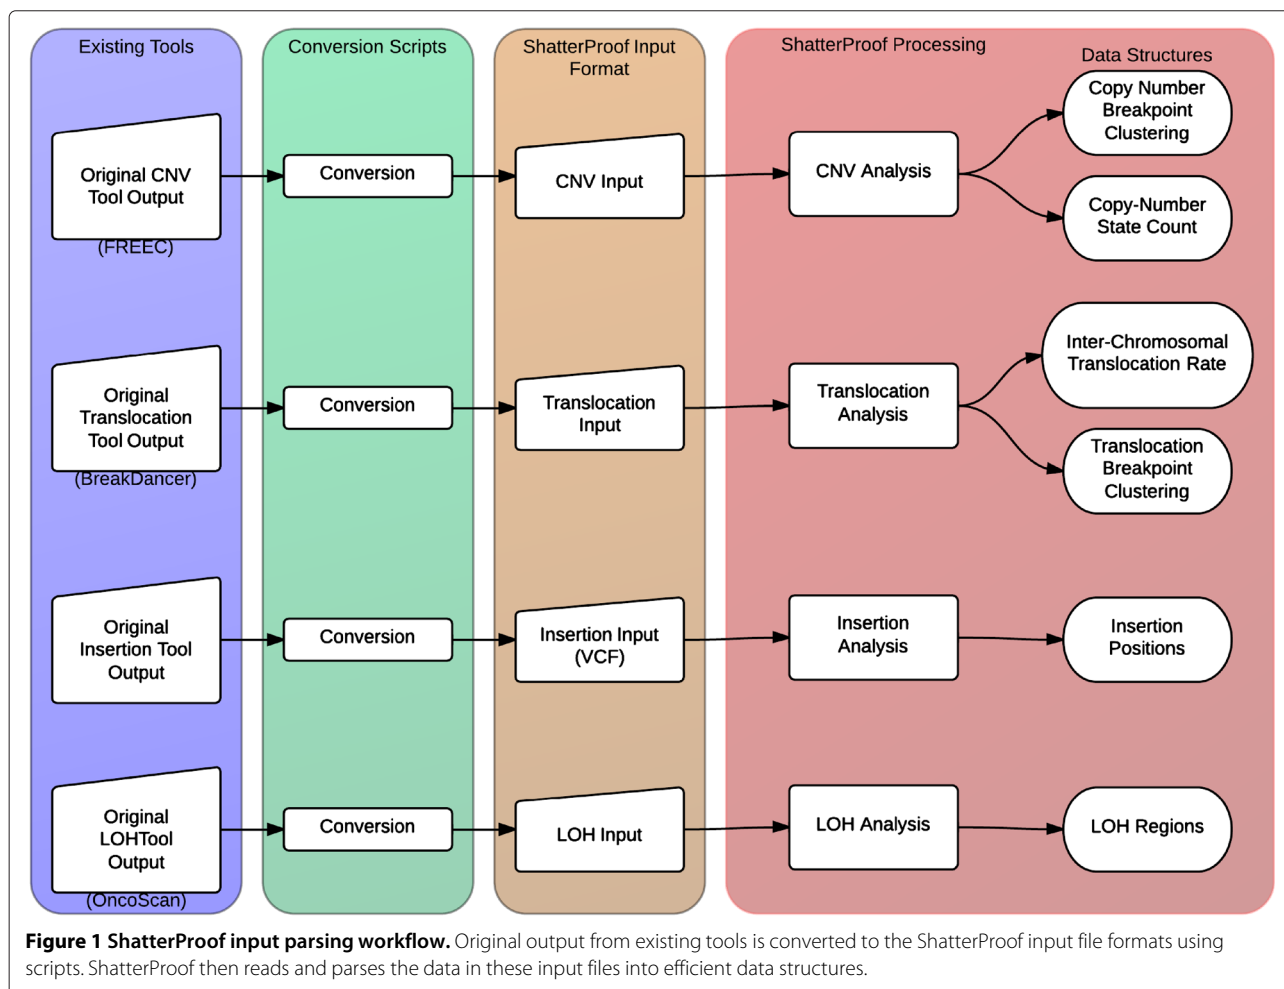 Existing Tools
Conversion Scripts
ShatterProof Input
Format
ShatterProof Processing
Data Structures
Original CNV
Tool Output
(FREEC)
Conversion
CNV Input
CNV Analysis
Copy Number
Breakpoint
Clustering
Copy-Number
State Count
Original
Translocation
Tool Output
(BreakDancer)
Conversion
Translocation
Input
Translocation
Analysis
Inter-Chromosomal
Translocation Rate
Translocation
Breakpoint
Clustering
Original
Insertion Tool
Output
Conversion
Insertion Input
(VCF)
Insertion
Analysis
Insertion
Positions
Original
LOHTool
Output
(OncoScan)
Conversion
LOH Input
LOH Analysis
LOH Regions
Figure 1 ShatterProof input parsing workflow. Original output from existing tools is converted to the ShatterProof input file formats using
scripts. ShatterProof then reads and parses the data in these input files into efficient data structures.